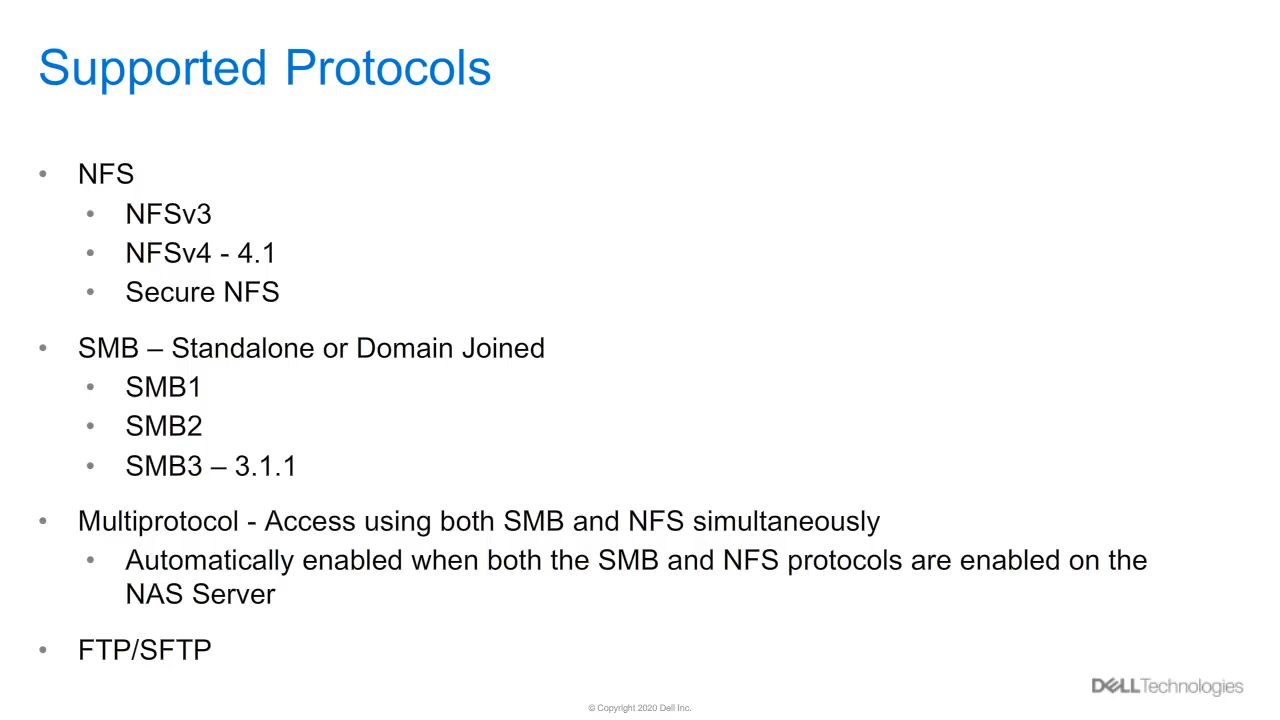 Supported Protocols
• NFS
• NFSv3
• NFSv4 - 4.1
• Secure NFS
• SMB – Standalone or Domain Joined
• SMB1
• SMB2
• SMB3 – 3.1.1
• Multiprotocol - Access using both SMB and NFS simultaneously
• Automatically enabled when both the SMB and NFS protocols are enabled on the
NAS Server
• FTP/SFTP
DELLTechnologies
© Copyright 2020 Dell Inc.